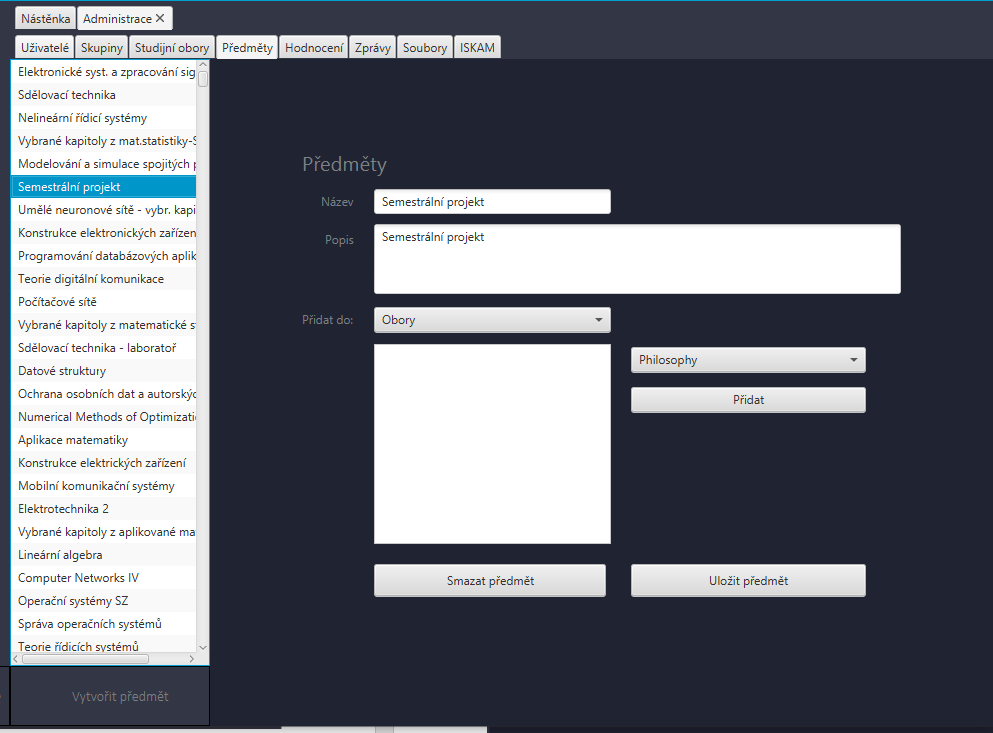 Nástěnka Administrace
Uživatelé Skupiny Studijní obory Předměty Hodnocení Zprávy Soubory ISKAM
Elektronické syst. a zpracování sig
Sdělovací technika
Nelineární řídicí systémy
Vybrané kapitoly z mat.statistiky-S
Modelování a simulace spojitých p
Semestrální projekt
Umělé neuronové sítě - vybr. kapi
Konstrukce elektronických zařízen
Programování databázových aplik
Teorie digitální komunikace
Počítačové sítě
Vybrané kapitoly z matematické s
Sdělovací technika - laboratoř
Datové struktury
Ochrana osobních dat a autorskýc
Numerical Methods of Optimizati
Aplikace matematiky
Konstrukce elektrických zařízení
Mobilní komunikační systémy
Elektrotechnika 2
Vybrané kapitoly z aplikované ma
Lineární algebra
Computer Networks IV
Operační systémy SZ
Správa operačních systémů
Teorie řídicích systémů
Vytvořit předmět
Předměty
Název Semestrální projekt
Popis Semestrální projekt
Přidat do: Obory
Philosophy
Přidat
Smazat předmět Uložit předmět